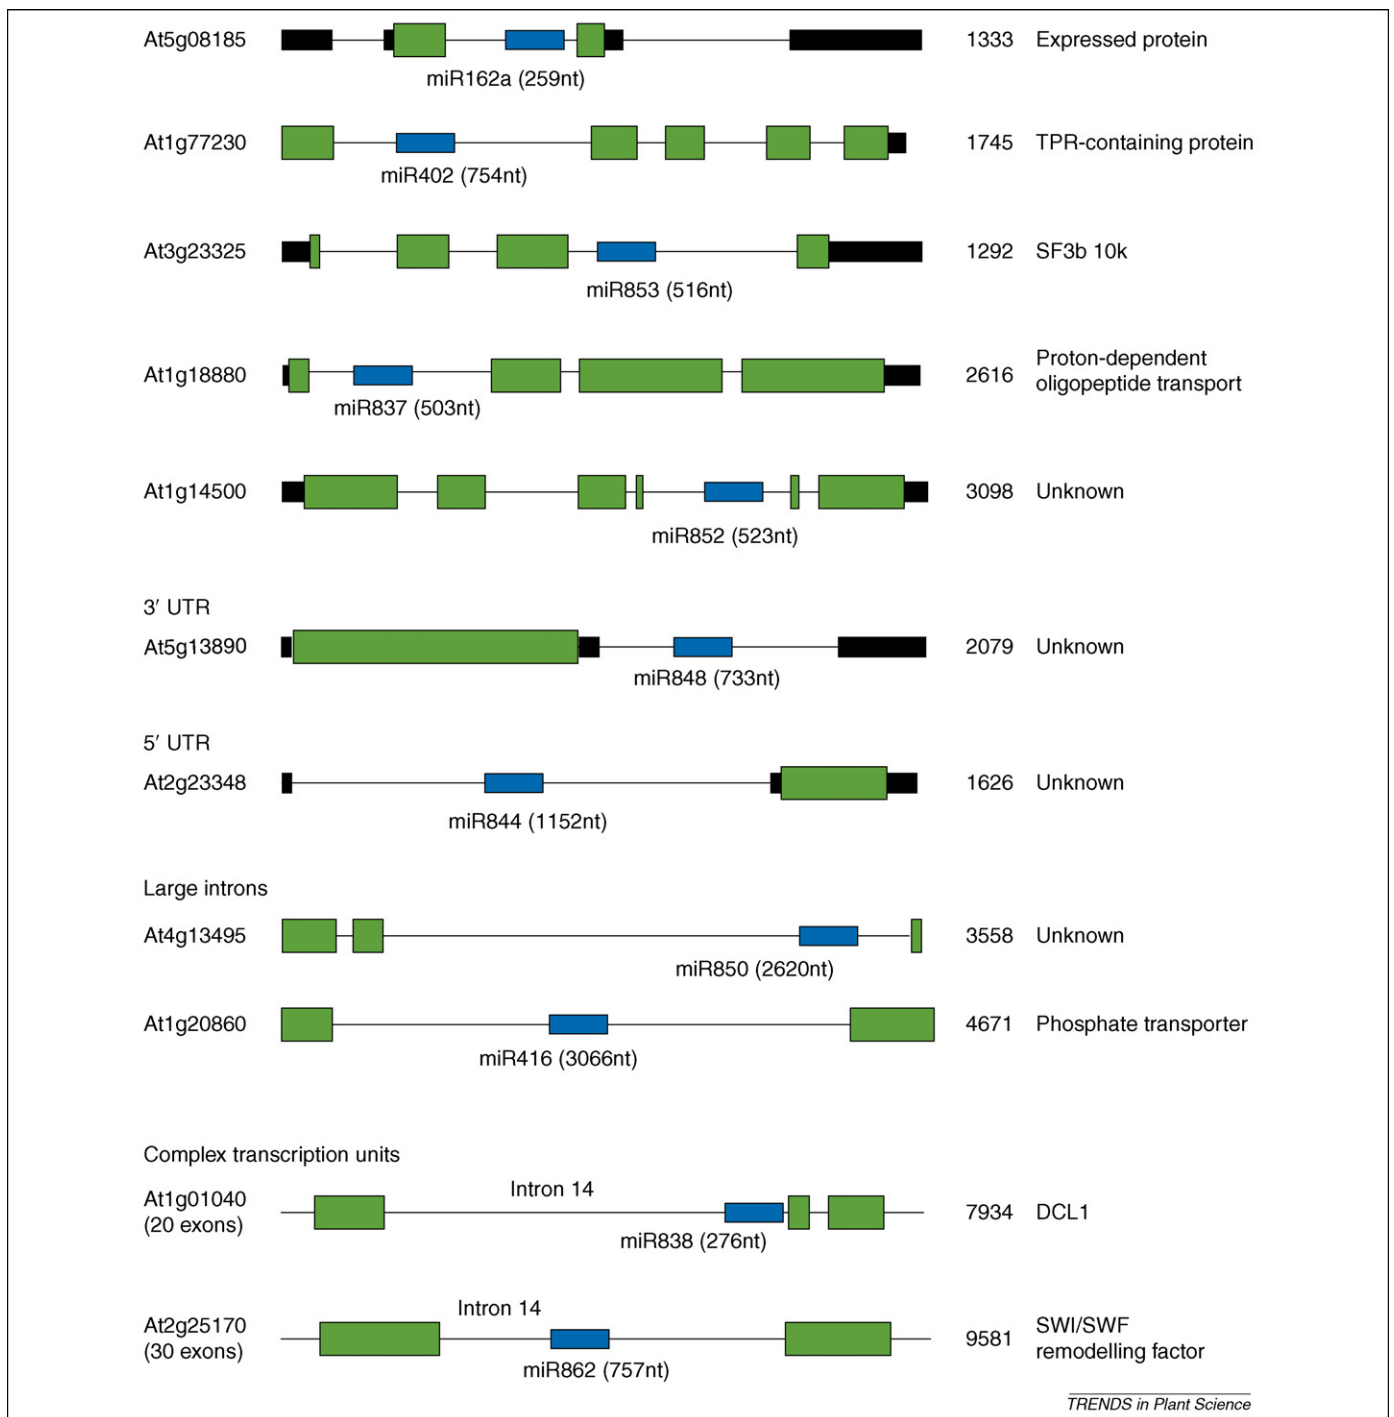 At5g08185 1333 Expressed protein
miR162a (259nt)
At1g77230 1745 TPR-containing protein
miR402 (754nt)
At3g23325 1292 SF3b 10k
miR853 (516nt)
Proton-dependent
At1g18880 2616 oligopeptide transport
miR837 (503nt)
At1g14500 3098 Unknown
miR852 (523nt)
3′ UTR
At5g13890 2079 Unknown
miR848 (733nt)
5′ UTR
At2g23348 1626 Unknown
miR844 (1152nt)
Large introns
At4g13495 3558 Unknown
miR850 (2620nt)
At1g20860 4671 Phosphate transporter
miR416 (3066nt)
Complex transcription units
Intron 14
At1g01040 7934 DCL1
(20 exons)
miR838 (276nt)
Intron 14
At2g25170 9581 SWI/SWF
(30 exons) remodelling factor
miR862 (757nt)
TRENDS in Plant Science